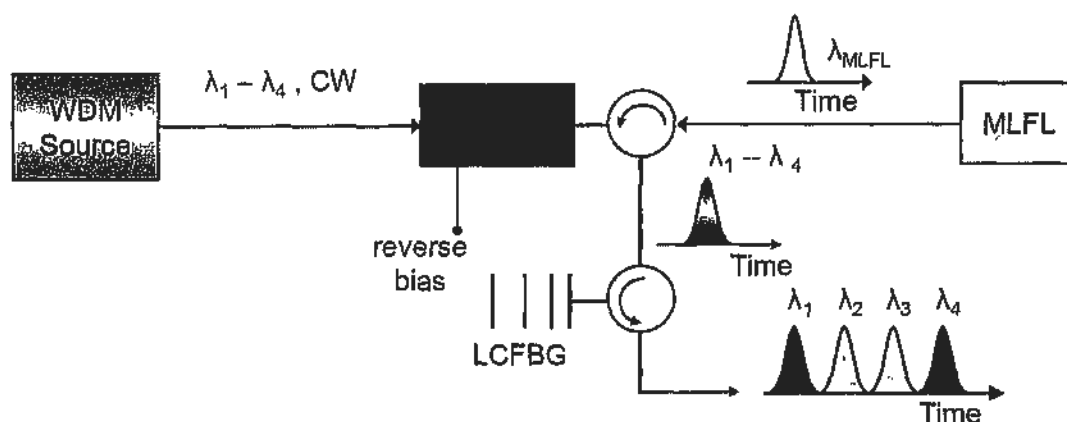 λMLFL
Time
λ1 – λ4 , CW
WDM
Source
MLFL
λ1 – λ4
Time
reverse
bias
LCFBG
λ1 λ2 λ3 λ4
Time